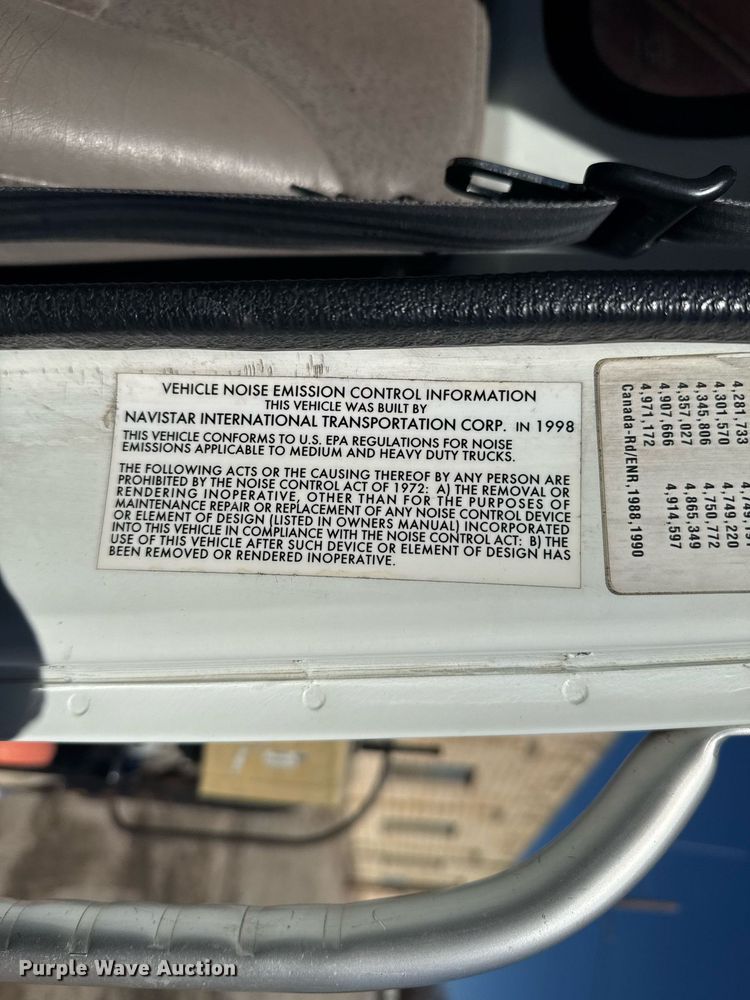 VEHICLE NOISE EMISSION CONTROL INFORMATION
THIS VEHICLE WAS BUILT BY
NAVISTAR INTERNATIONAL TRANSPORTATION CORP. IN 1998
THIS VEHICLE CONFORMS TO U.S. EPA REGULATIONS FOR NOISE
EMISSIONS APPLICABLE TO MEDIUM AND HEAVY DUTY TRUCKS.
THE FOLLOWING ACTS OR THE CAUSING THEREOF BY ANY PERSON ARE
PROHIBITED BY THE NOISE CONTROL ACT OF 1972: A) THE REMOVAL OR
RENDERING INOPERATIVE, OTHER THAN FOR THE PURPOSES OF
MAINTENANCE REPAIR OR REPLACEMENT OF ANY NOISE CONTROL DEVICE
OR ELEMENT OF DESIGN (LISTED IN OWNERS MANUAL) INCORPORATED
INTO THIS VEHICLE IN COMPLIANCE WITH THE NOISE CONTROL ACT: B) THE
USE OF THIS VEHICLE AFTER SUCH DEVICE OR ELEMENT OF DESIGN HAS
BEEN REMOVED OR RENDERED INOPERATIVE.
4,281,733
4,301,570 4,749,220
4,345,806 4,750,772
4,357,027 4,865,349
4,907,666 4,914,597
4,971,172
Canada-Rd/ENR,1988,1990
Purple Wave Auction